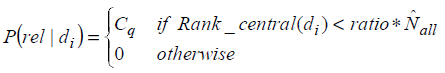 P(rel | d_i) = { C_q if Rank_central(d_i) < ratio * N̂_all
0 otherwise